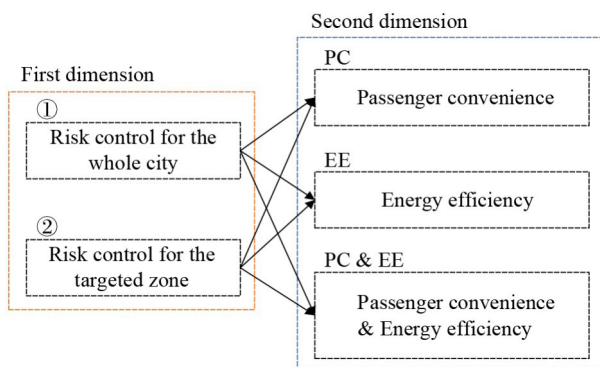 First dimension
①
Risk control for the
whole city
②
Risk control for the
targeted zone
Second dimension
PC
Passenger convenience
EE
Energy efficiency
PC & EE
Passenger convenience
& Energy efficiency